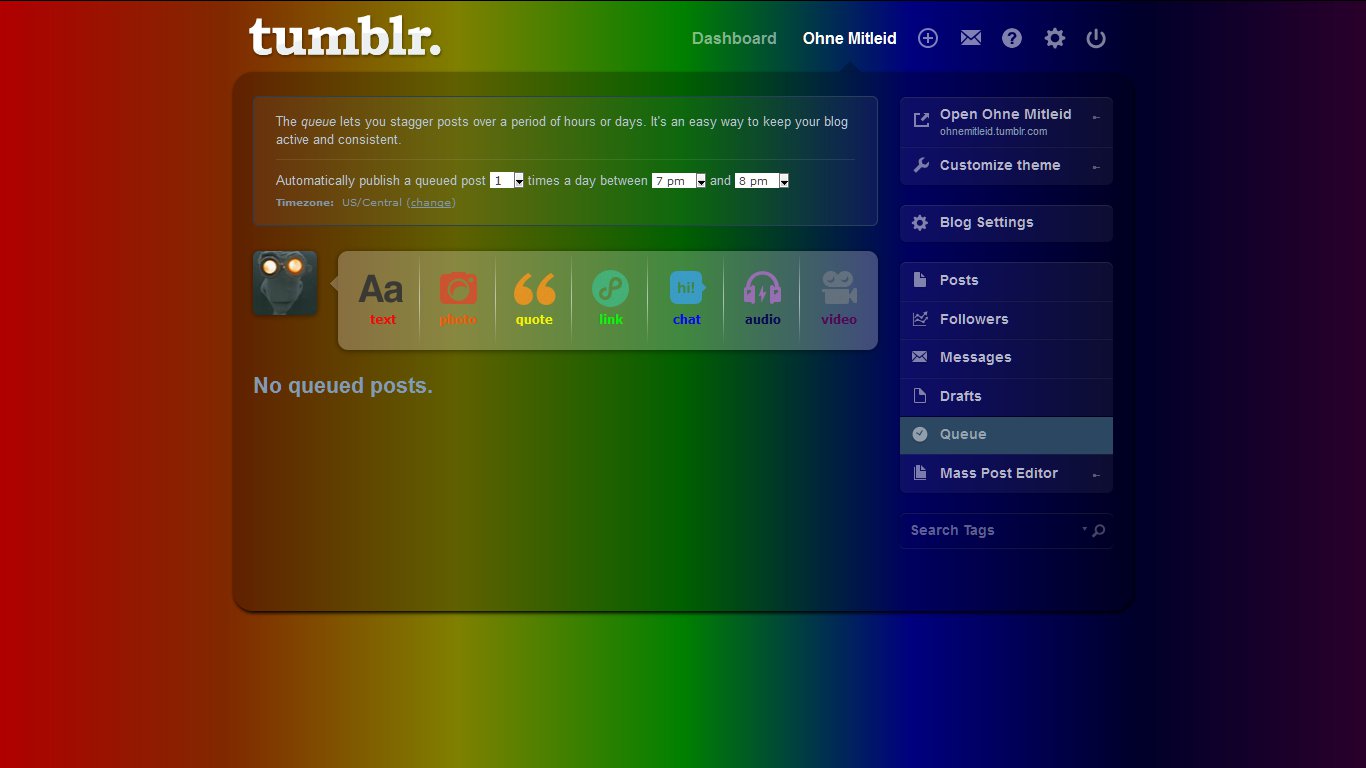 tumblr.
Dashboard
Ohne Mitleid
The queue lets you stagger posts over a period of hours or days. It's an easy way to keep your blog
active and consistent.
Automatically publish a queued post 1 times a day between 7 pm and 8 pm
Timezone: US/Central (change)
Aa
hi!
text
photo
quote
link
chat
audio
video
No queued posts.
Open Ohne Mitleid
ohnemitleid.tumblr.com
Customize theme
Blog Settings
Posts
Followers
Messages
Drafts
Queue
Mass Post Editor
Search Tags